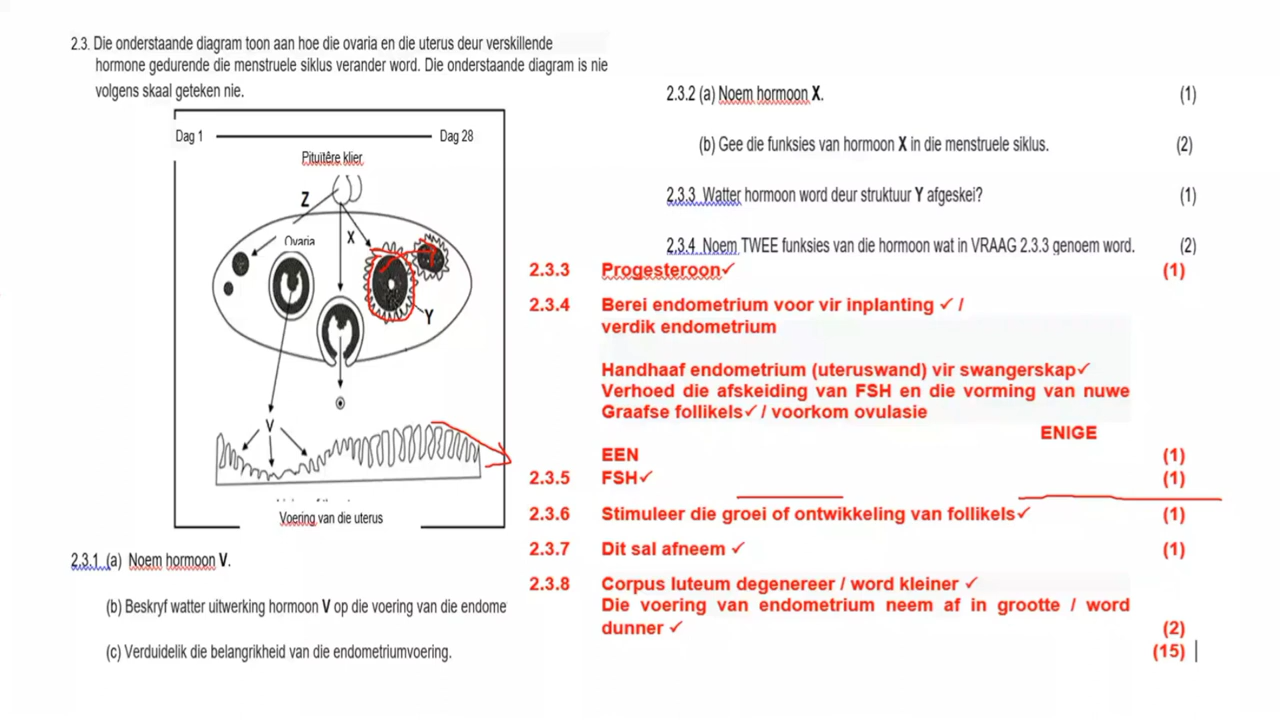 2.3. Die onderstaande diagram toon aan hoe die ovaria en die uterus deur verskillende
hormone gedurende die menstruele siklus verander word. Die onderstaande diagram is nie
volgens skaal geteken nie.
Dag 1
Dag 28
Pituïtêre klier
Z
Ovaria
X
Y
V
Voering van die uterus
2.3.1 (a) Noem hormoon V.
(b) Beskryf watter uitwerking hormoon V op die voering van die endome
(c) Verduidelik die belangrikheid van die endometriumvoering.
2.3.2 (a) Noem hormoon X. (1)
(b) Gee die funksies van hormoon X in die menstruele siklus. (2)
2.3.3 Watter hormoon word deur struktuur Y afgeskei? (1)
2.3.4 Noem TWEE funksies van die hormoon wat in VRAAG 2.3.3 genoem word. (2)
2.3.3 Progesteroon✓ (1)
2.3.4 Berei endometrium voor vir inplanting ✓ /
verdik endometrium
Handhaaf endometrium (uteruswand) vir swangerskap✓
Verhoed die afskeiding van FSH en die vorming van nuwe
Graafse follikels✓ / voorkom ovulasie
ENIGE
EEN (1)
2.3.5 FSH✓ (1)
2.3.6 Stimuleer die groei of ontwikkeling van follikels✓ (1)
2.3.7 Dit sal afneem ✓ (1)
2.3.8 Corpus luteum degenereer / word kleiner ✓
Die voering van endometrium neem af in grootte / word
dunner ✓ (2)
(15)